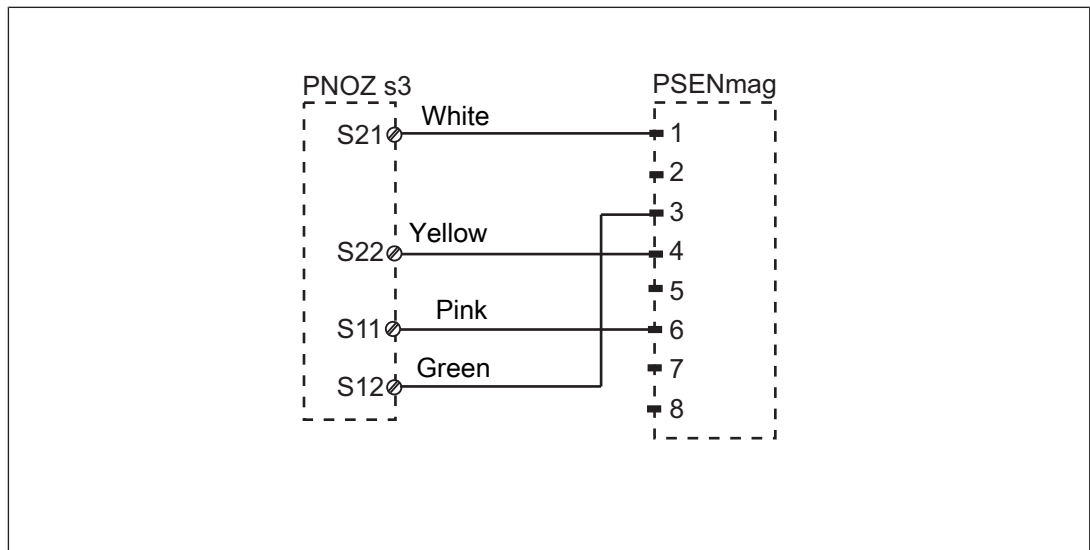 PNOZ s3
PSENmag
S21
White
1
2
3
S22
Yellow
4
5
S11
Pink
6
S12
Green
7
8